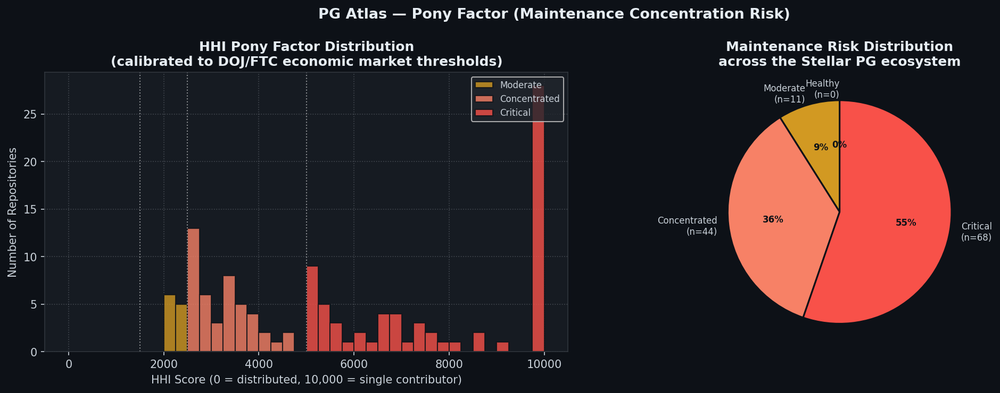 PG Atlas — Pony Factor (Maintenance Concentration Risk)
HHI Pony Factor Distribution
(calibrated to DOJ/FTC economic market thresholds)
Number of Repositories
25
20
15
10
5
0
0
2000
4000
6000
8000
10000
HHI Score (0 = distributed, 10,000 = single contributor)
Moderate
Concentrated
Critical
Maintenance Risk Distribution
across the Stellar PG ecosystem
Healthy
(n=0)
Moderate
(n=11)
9%
0%
Concentrated
(n=44)
36%
55%
Critical
(n=68)